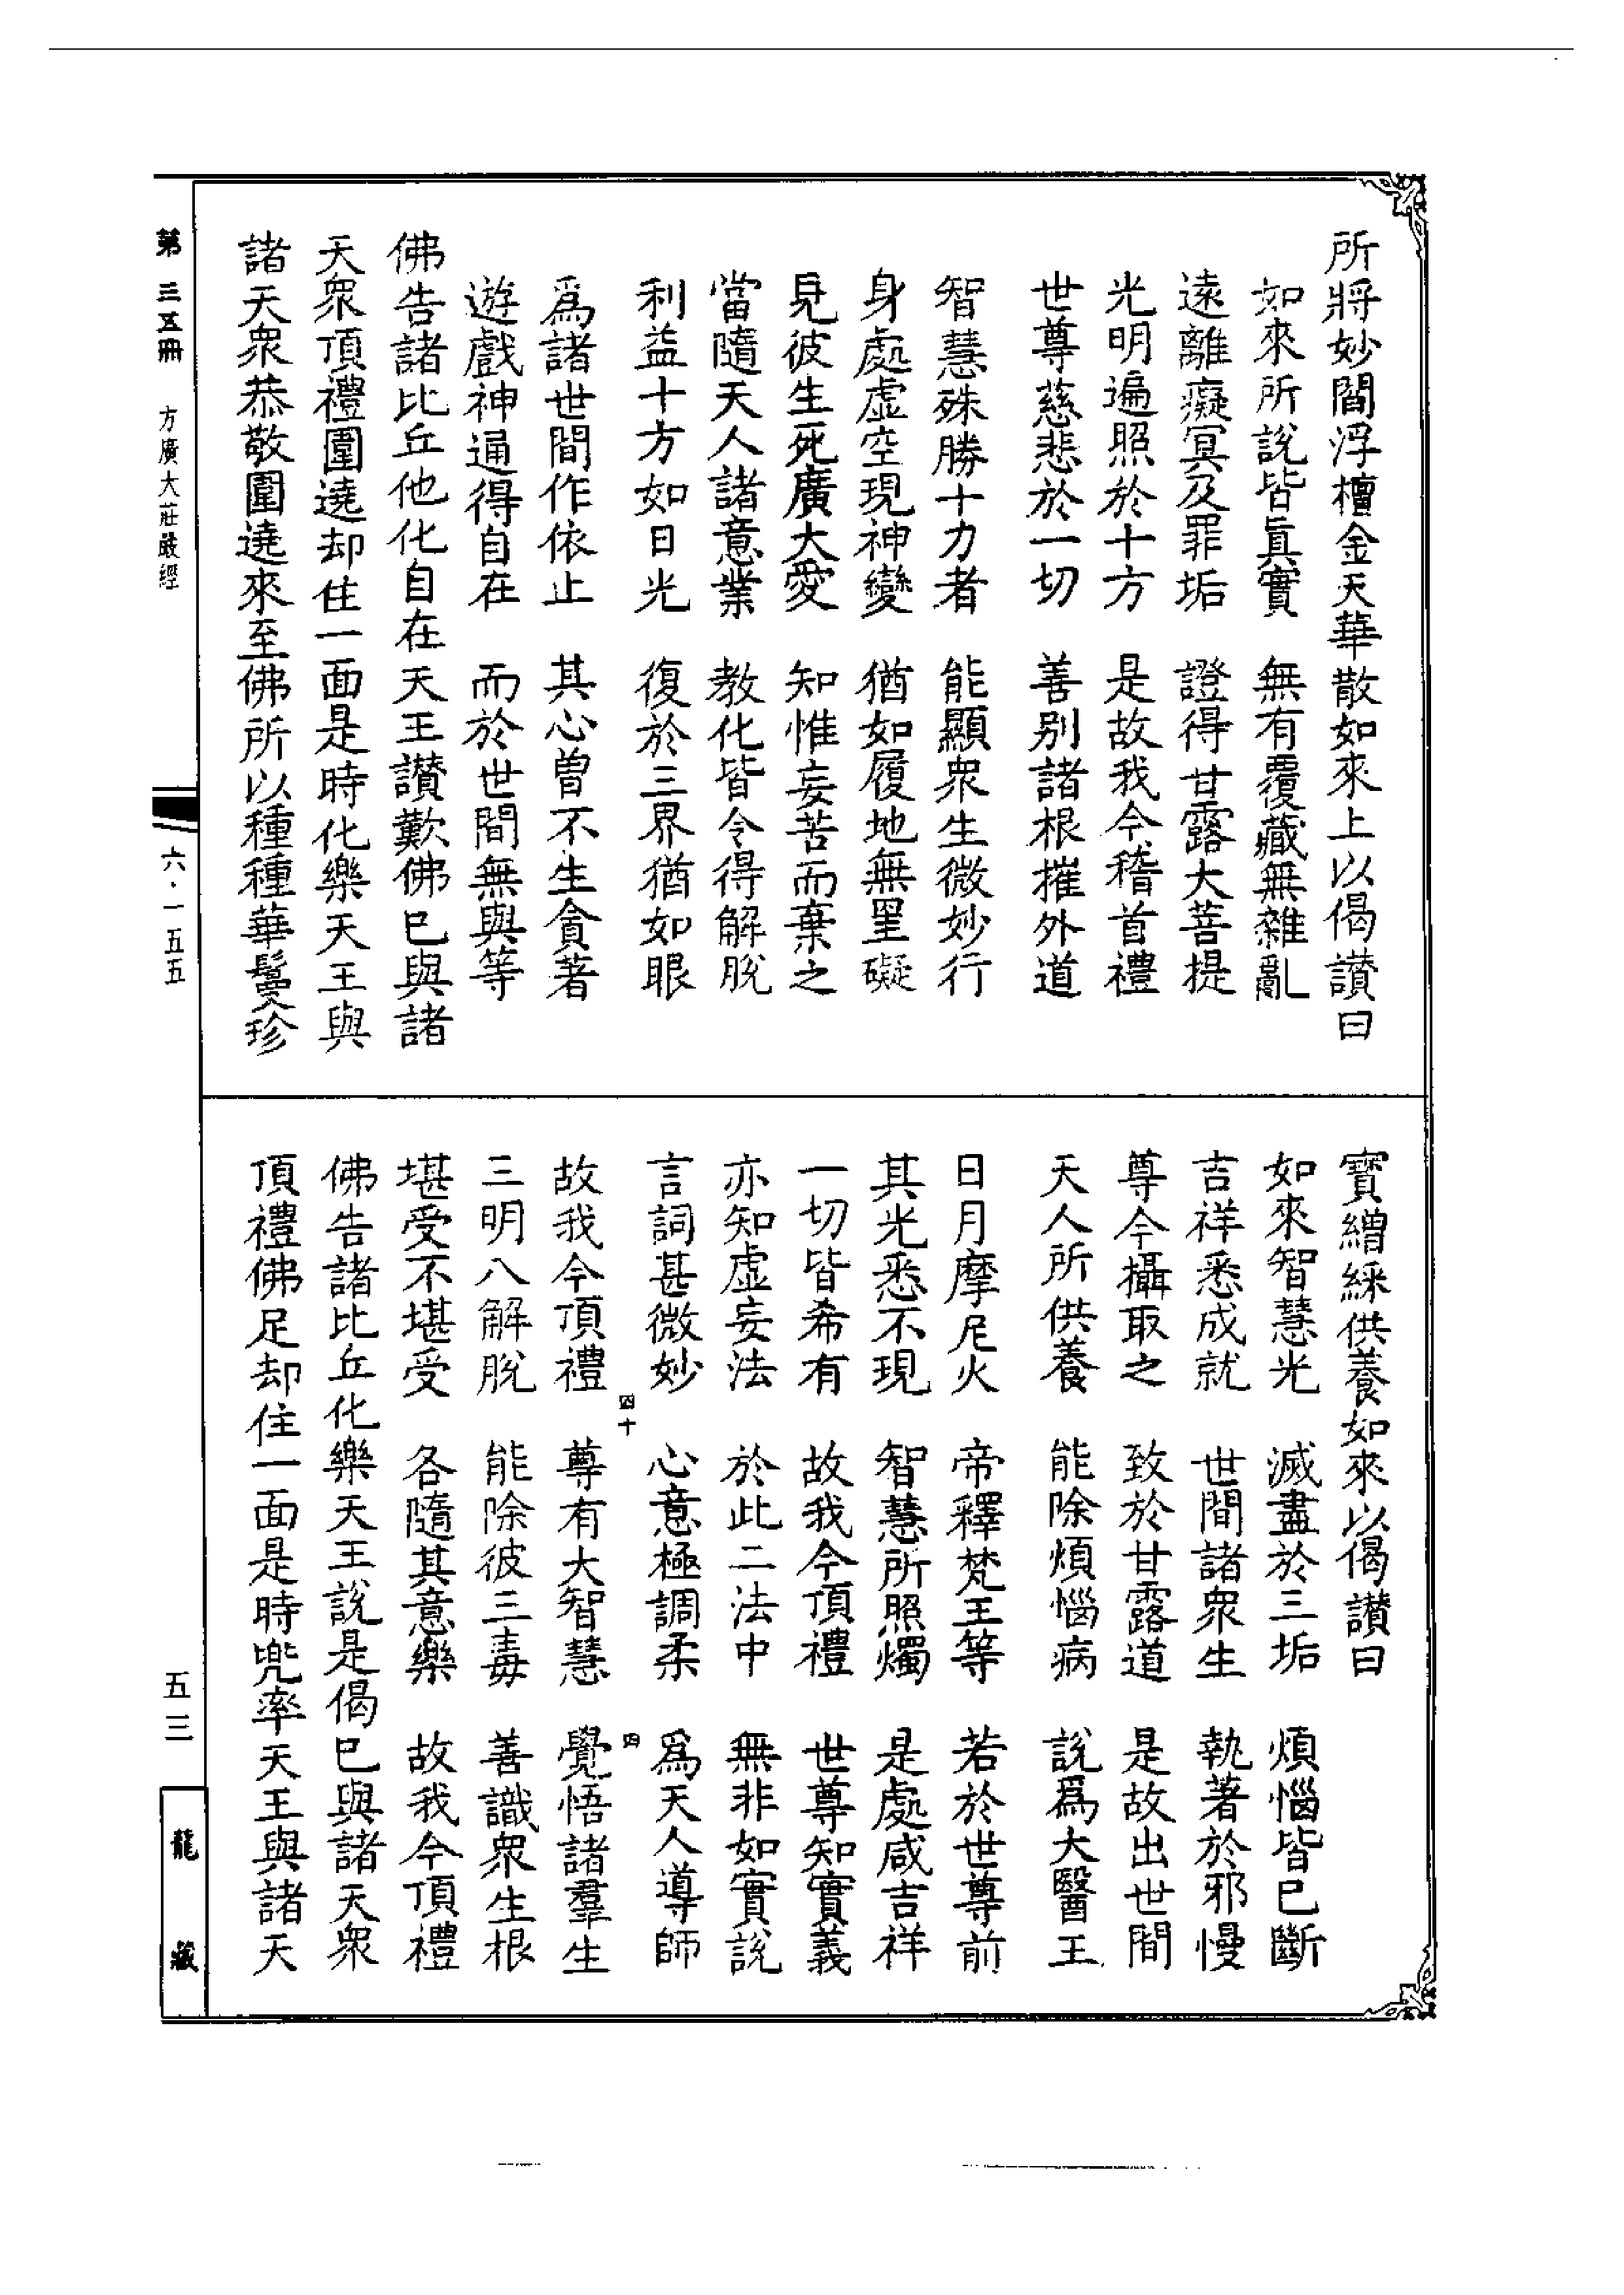 所將妙閻浮檀金天華散如來上以偈讚曰
如來所說皆眞實　無有覆藏無雜亂
遠離癡冥及罪垢　證得甘露大菩提
光明遍照於十方　是故我今稽首禮
世尊慈悲於一切　善别諸根摧外道
智慧殊勝十力者　能顯衆生微妙行
身處虛空現神變　猶如履地無罣礙
見彼生死廣大愛　知惟妄苦而棄之
當隨天人諸意業　教化皆令得解脫
利益十方如日光　復於三界猶如眼
爲諸世間作依止　其心曾不生貪著
遊戲神通得自在　而於世間無與等
佛告諸比丘他化自在天王讚歎佛已與諸
天衆頂禮圍遶却住一面是時化樂天王與
諸天衆恭敬圍遶來至佛所以種種華鬘珍
寶繒綵供養如來以偈讚曰
如來智慧光　滅盡於三垢　煩惱皆已斷
吉祥悉成就　世間諸衆生　執著於邪慢
尊今攝取之　致於甘露道　是故出世間
天人所供養　能除煩惱病　說爲大醫王
日月摩尼火　帝釋梵王等　若於世尊前
其光悉不現　智慧所照燭　是處咸吉祥
一切皆希有　故我今頂禮　世尊知實義
亦知虛妄法　於此二法中　無非如實說
言詞甚微妙　心意極調柔　爲天人導師
四十　四
故我今頂禮　尊有大智慧　覺悟諸羣生
三明八解脫　能除彼三毒　善識衆生根
堪受不堪受　各隨其意樂　故我今頂禮
佛告諸比丘化樂天王說是偈已與諸天衆
頂禮佛足却住一面是時兜率天王與諸天
第三五冊　方廣大莊嚴經　六・一五五　五三　龍藏